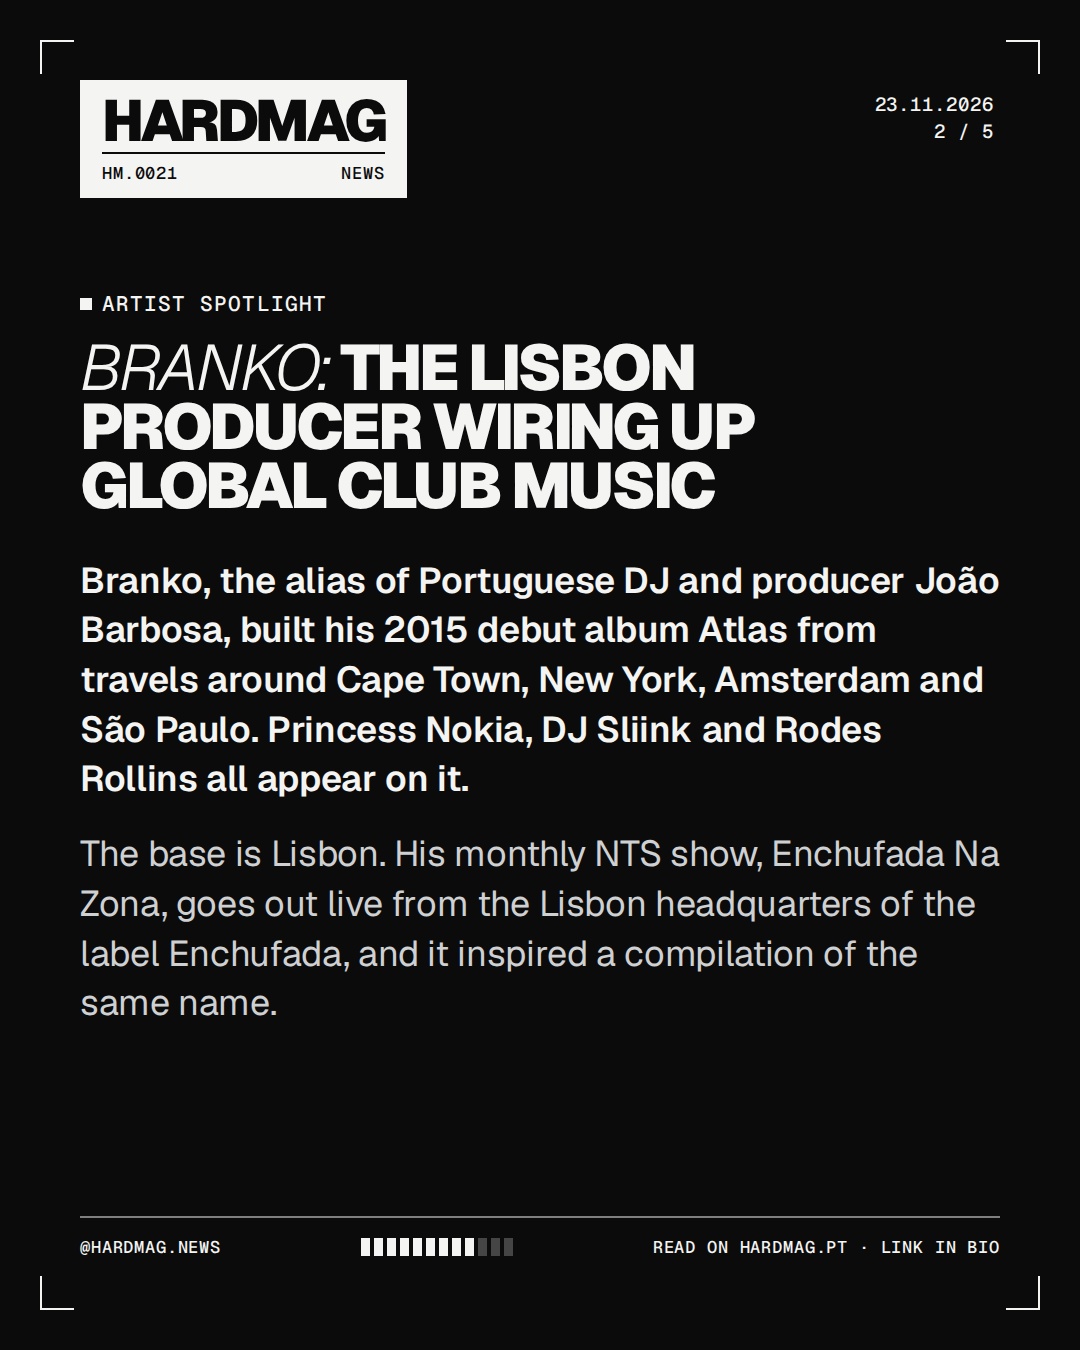 HARDMAG
HM.0021 NEWS
23.11.2026
2 / 5
ARTIST SPOTLIGHT
BRANKO: THE LISBON
PRODUCER WIRING UP
GLOBAL CLUB MUSIC
Branko, the alias of Portuguese DJ and producer João
Barbosa, built his 2015 debut album Atlas from
travels around Cape Town, New York, Amsterdam and
São Paulo. Princess Nokia, DJ Sliink and Rodes
Rollins all appear on it.
The base is Lisbon. His monthly NTS show, Enchufada Na
Zona, goes out live from the Lisbon headquarters of the
label Enchufada, and it inspired a compilation of the
same name.
@HARDMAG.NEWS
READ ON HARDMAG.PT · LINK IN BIO